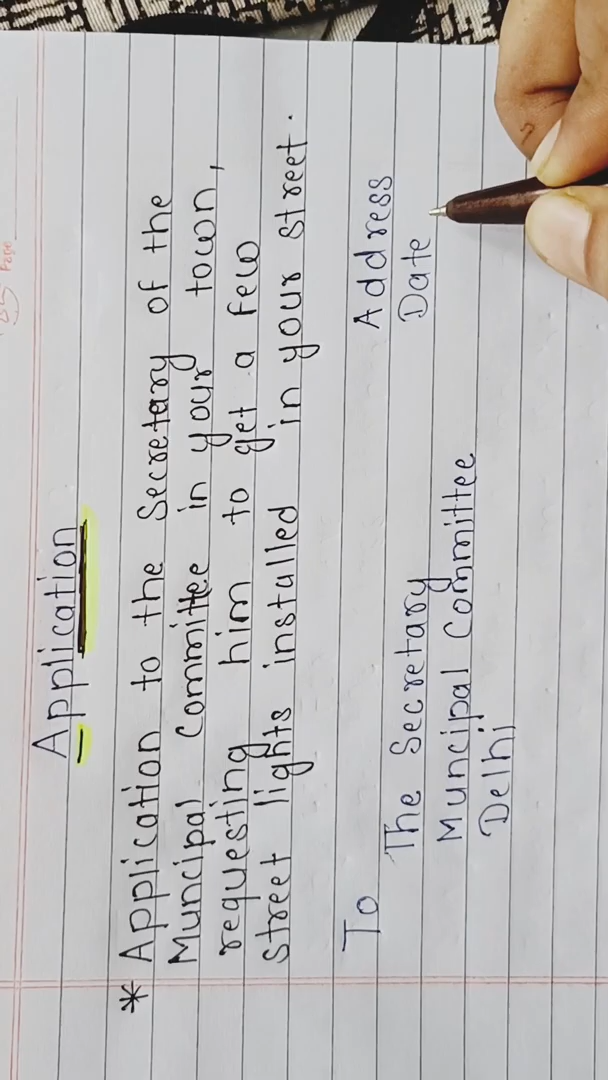 Application
* Application to the Secretary of the
Muncipal Committee in your town,
requesting him to get a few
street lights installed in your street.
Address
To Date
The Secretary
Muncipal Committee
Delhi